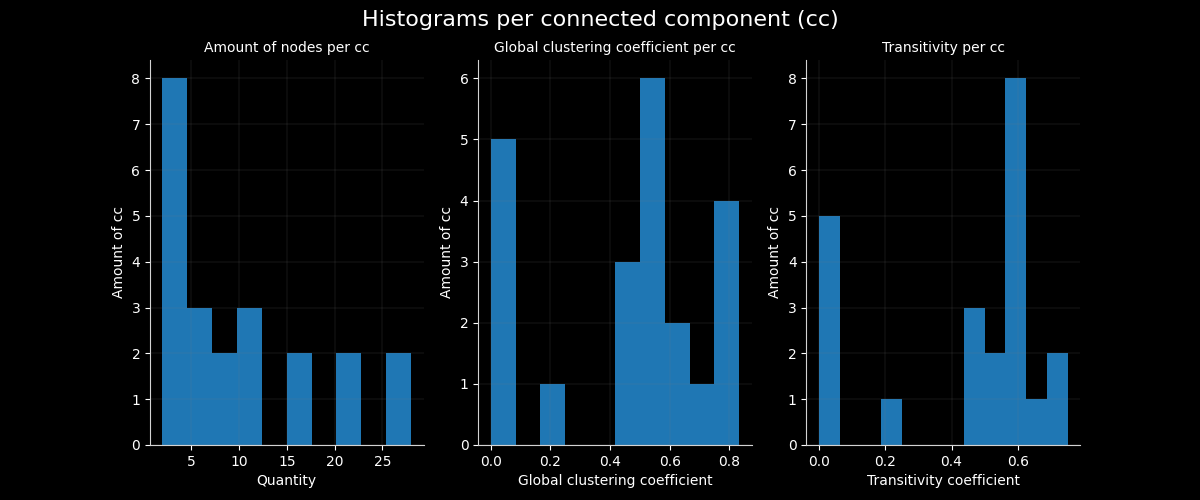 Histograms per connected component (cc)
Amount of nodes per cc
8
7
6
5
4
3
2
1
0
Amount of cc
5 10 15 20 25
Quantity
Global clustering coefficient per cc
6
5
4
3
2
1
0
Amount of cc
0.0 0.2 0.4 0.6 0.8
Global clustering coefficient
Transitivity per cc
8
7
6
5
4
3
2
1
0
Amount of cc
0.0 0.2 0.4 0.6
Transitivity coefficient